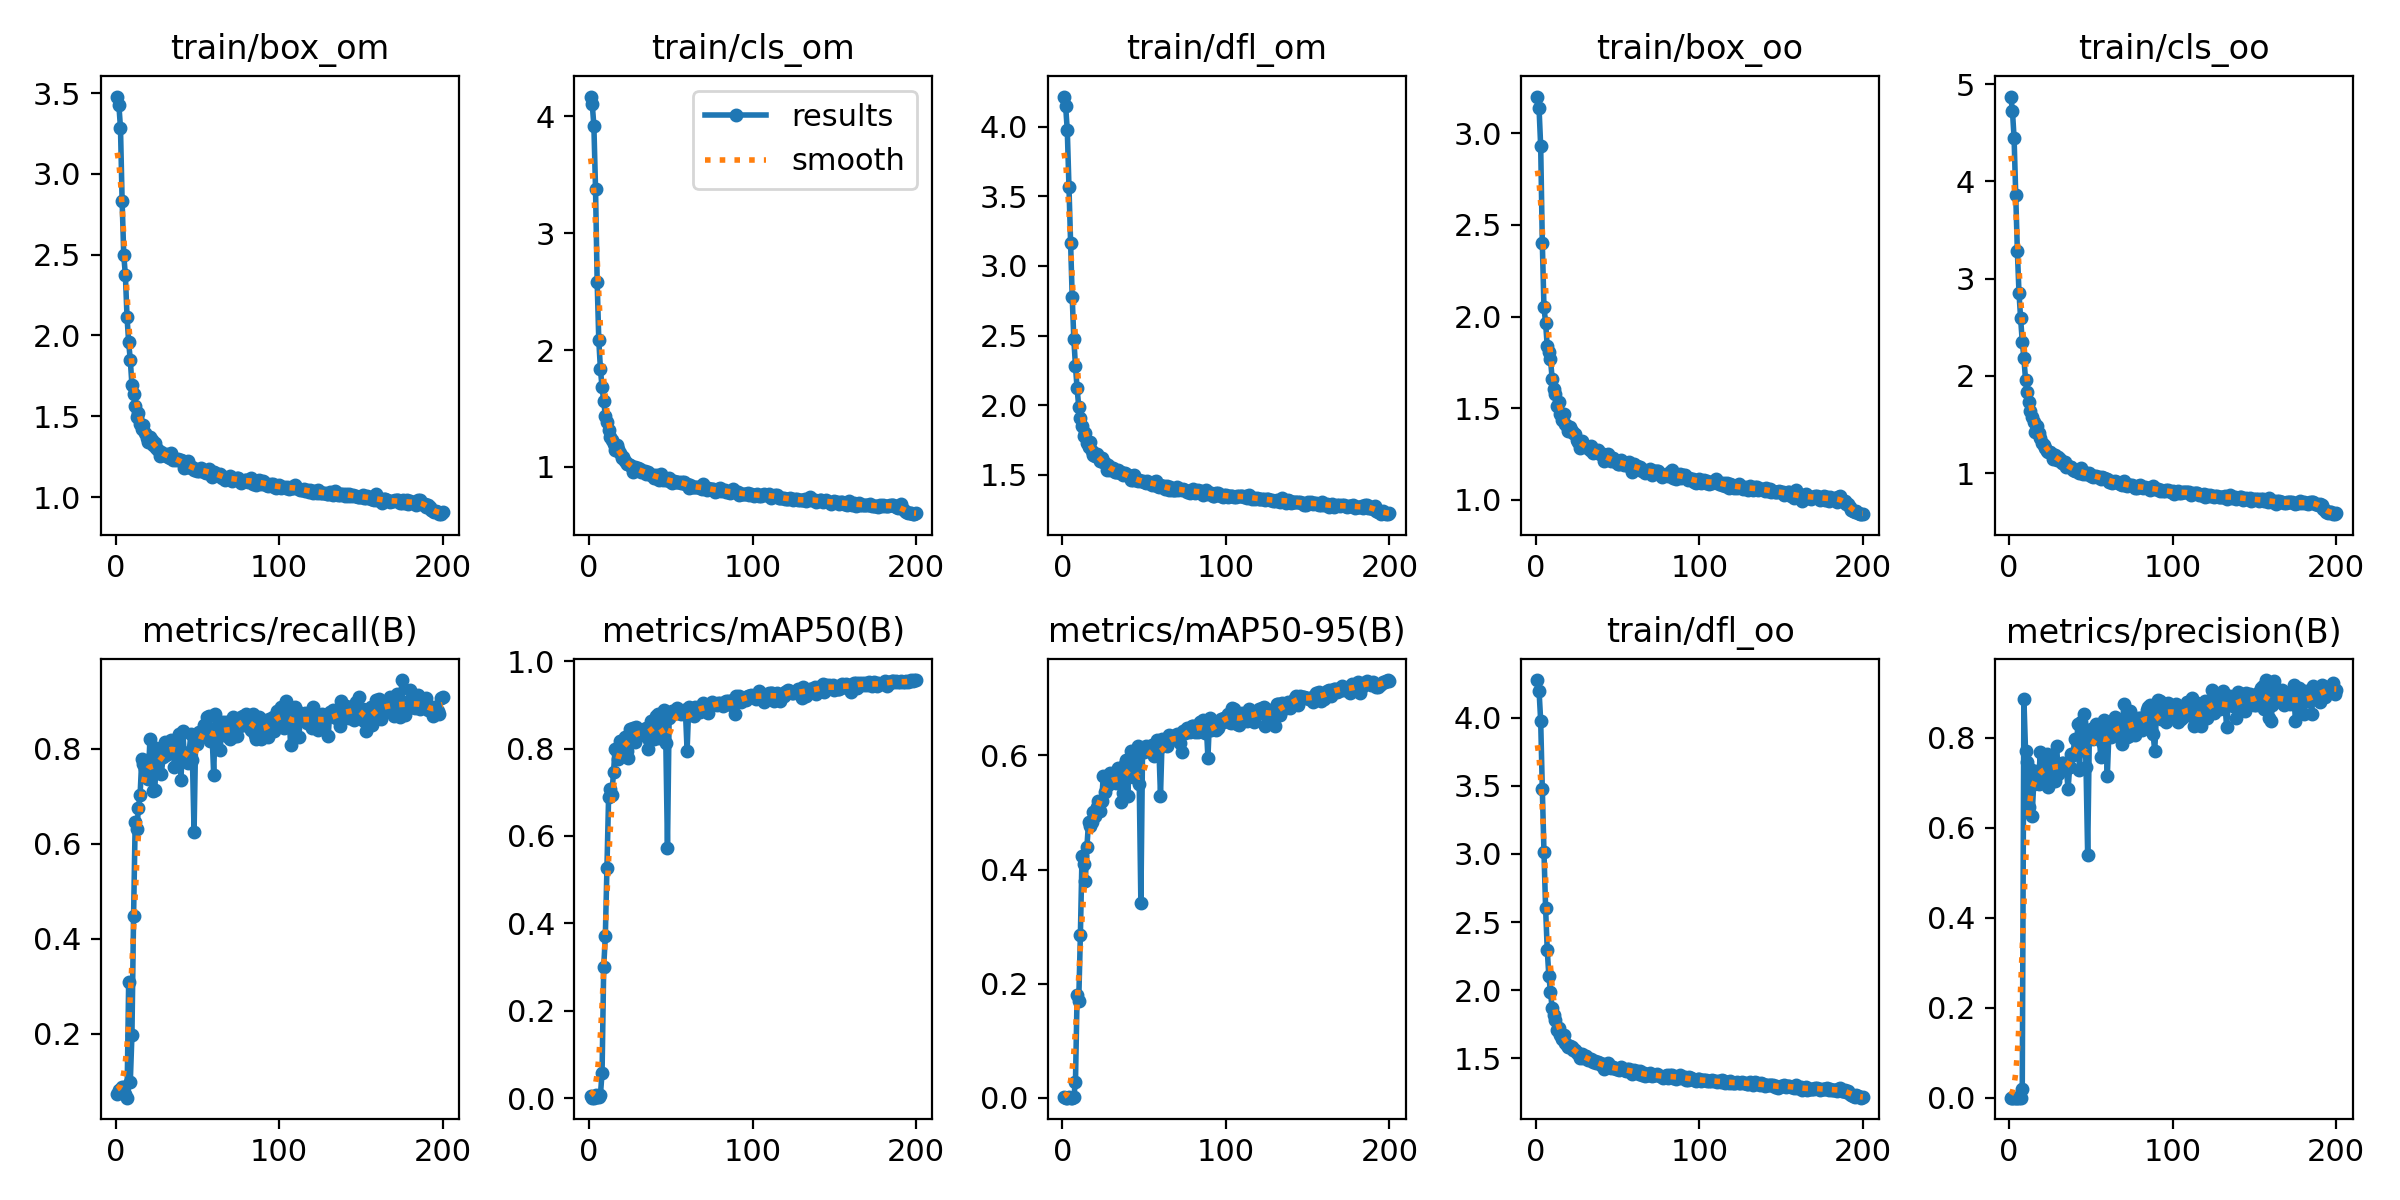 train/box_om
3.5
3.0
2.5
2.0
1.5
1.0
0 100 200
train/cls_om
results
smooth
4
3
2
1
0 100 200
train/dfl_om
4.0
3.5
3.0
2.5
2.0
1.5
0 100 200
train/box_oo
3.0
2.5
2.0
1.5
1.0
0 100 200
train/cls_oo
5
4
3
2
1
0 100 200
metrics/recall(B)
0.8
0.6
0.4
0.2
0 100 200
metrics/mAP50(B)
1.0
0.8
0.6
0.4
0.2
0.0
0 100 200
metrics/mAP50-95(B)
0.6
0.4
0.2
0.0
0 100 200
train/dfl_oo
4.0
3.5
3.0
2.5
2.0
1.5
0 100 200
metrics/precision(B)
0.8
0.6
0.4
0.2
0.0
0 100 200